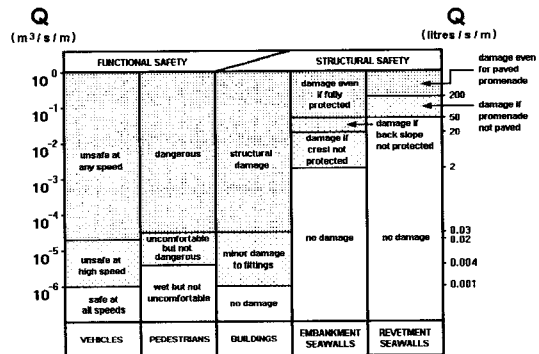 Q
(m³/s/m)
Q
(litres/s/m)
FUNCTIONAL SAFETY
STRUCTURAL SAFETY
10⁰
10⁻¹
10⁻²
10⁻³
10⁻⁴
10⁻⁵
10⁻⁶
unsafe at
any speed
unsafe at
high speed
safe at
all speeds
dangerous
uncomfortable
but not
dangerous
wet but not
uncomfortable
structural
damage
minor damage
to fittings
no damage
damage even
if fully
protected
damage if
crest not
protected
no damage
damage if
back slope
not protected
no damage
200
50
20
2
0.03
0.02
0.004
0.001
damage even
for paved
promenade
damage if
promenade
not paved
VEHICLES
PEDESTRIANS
BUILDINGS
EMBANKMENT
SEAWALLS
REVETMENT
SEAWALLS